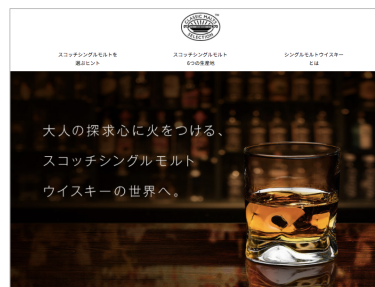 CLASSIC MALTS
SELECTION
スコッチシングルモルトを
選ぶヒント
スコッチシングルモルト
6つの生産地
シングルモルトウイスキー
とは
大人の探求心に火をつける、
スコッチシングルモルト
ウイスキーの世界へ。